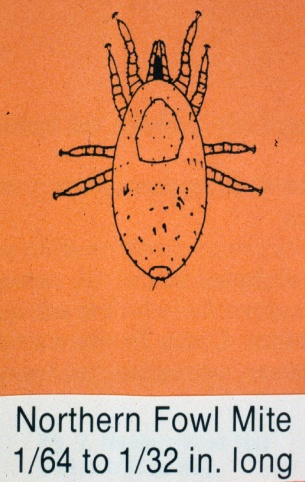 Northern Fowl Mite
1/64 to 1/32 in. long